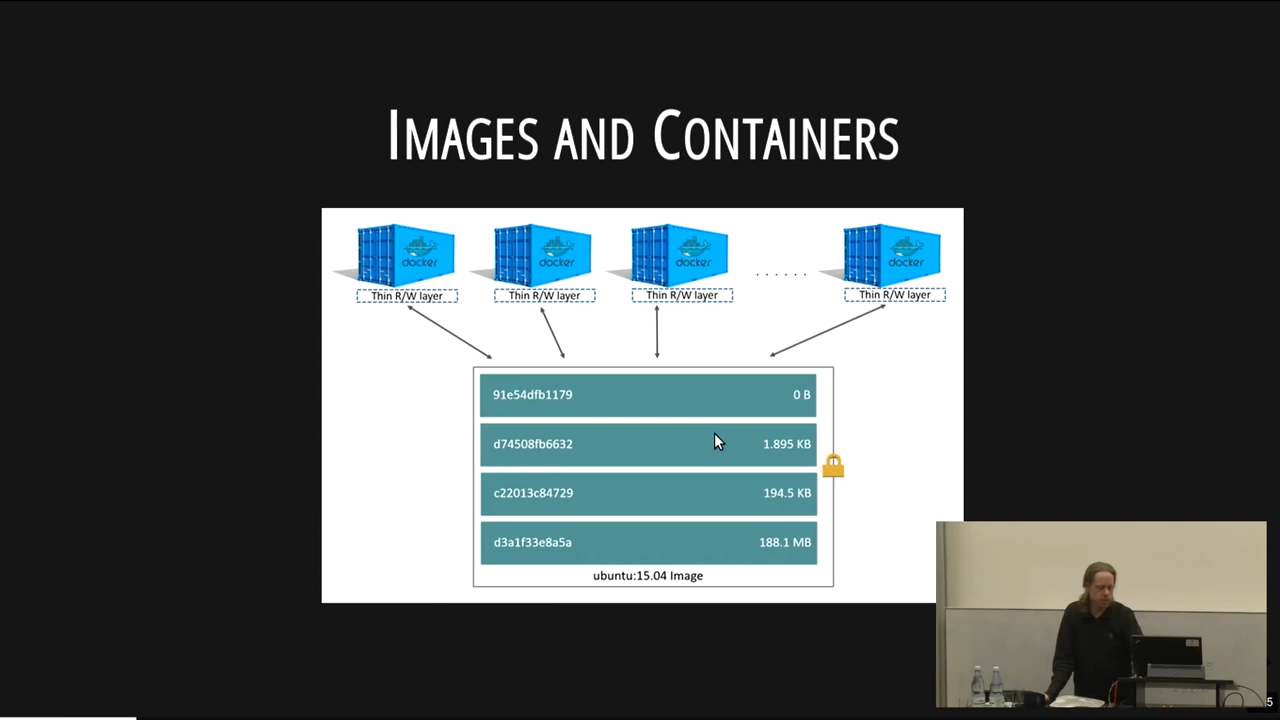 IMAGES AND CONTAINERS
docker
docker
docker
docker
. . . . . .
Thin R/W layer
Thin R/W layer
Thin R/W layer
Thin R/W layer
91e54dfb1179 0 B
d74508fb6632 1.895 KB
c22013c84729 194.5 KB
d3a1f33e8a5a 188.1 MB
ubuntu:15.04 Image
5